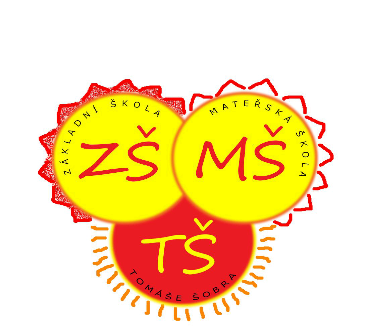 ZÁKLADNÍ ŠKOLA
ZŠ
MATEŘSKÁ ŠKOLA
MŠ
TŠ
TOMÁŠE ŠOBRA